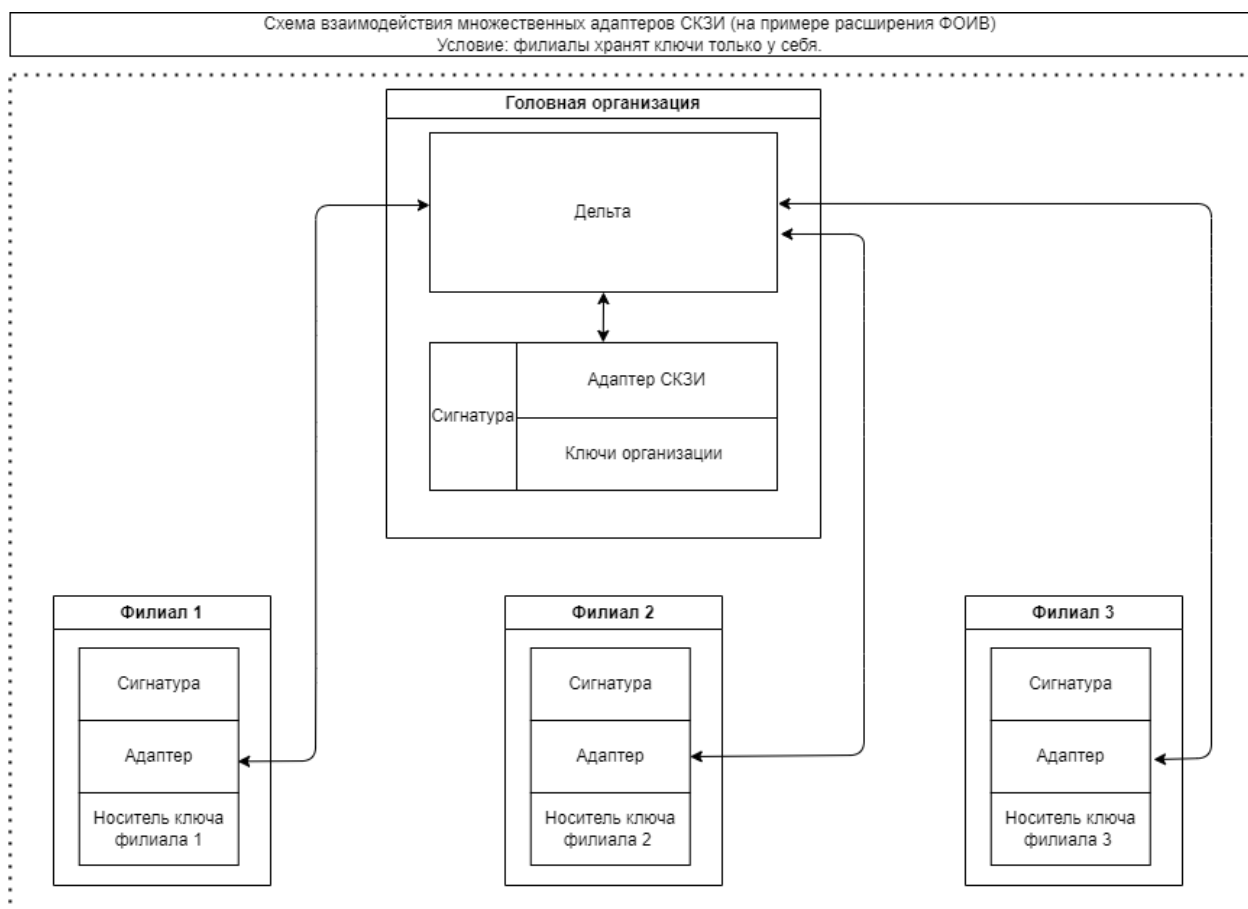 Схема взаимодействия множественных адаптеров СКЗИ (на примере расширения ФОИВ)
Условие: филиалы хранят ключи только у себя.
Головная организация
Дельта
Сигнатура
Адаптер СКЗИ
Ключи организации
Филиал 1
Сигнатура
Адаптер
Носитель ключа
филиала 1
Филиал 2
Сигнатура
Адаптер
Носитель ключа
филиала 2
Филиал 3
Сигнатура
Адаптер
Носитель ключа
филиала 3